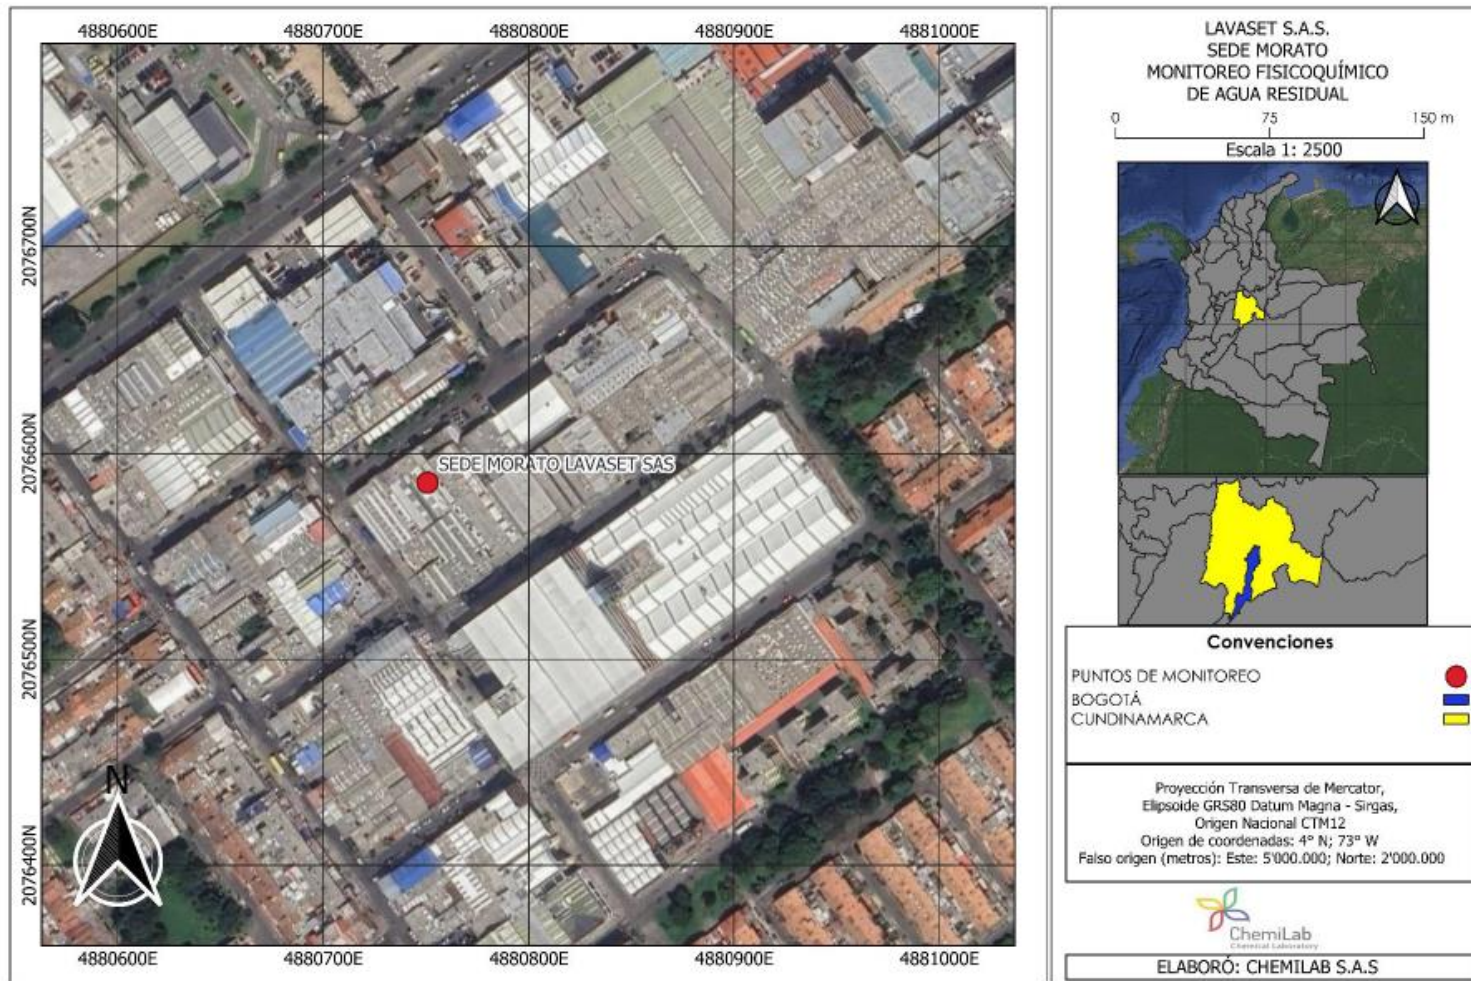 4880600E 4880700E 4880800E 4880900E 4881000E
2076700N
2076600N
2076500N
2076400N
SEDE MORATO LAVASET SAS
N
4880600E 4880700E 4880800E 4880900E 4881000E
LAVASET S.A.S.
SEDE MORATO
MONITOREO FISICOQUÍMICO
DE AGUA RESIDUAL
0 75 150 m
Escala 1: 2500
Convenciones
PUNTOS DE MONITOREO
BOGOTÁ
CUNDINAMARCA
Proyección Transversa de Mercator,
Elipsoide GRS80 Datum Magna - Sirgas,
Origen Nacional CTM12
Origen de coordenadas: 4° N; 73° W
Falso origen (metros): Este: 5'000.000; Norte: 2'000.000
ChemiLab
Chemical Laboratory
ELABORÓ: CHEMILAB S.A.S